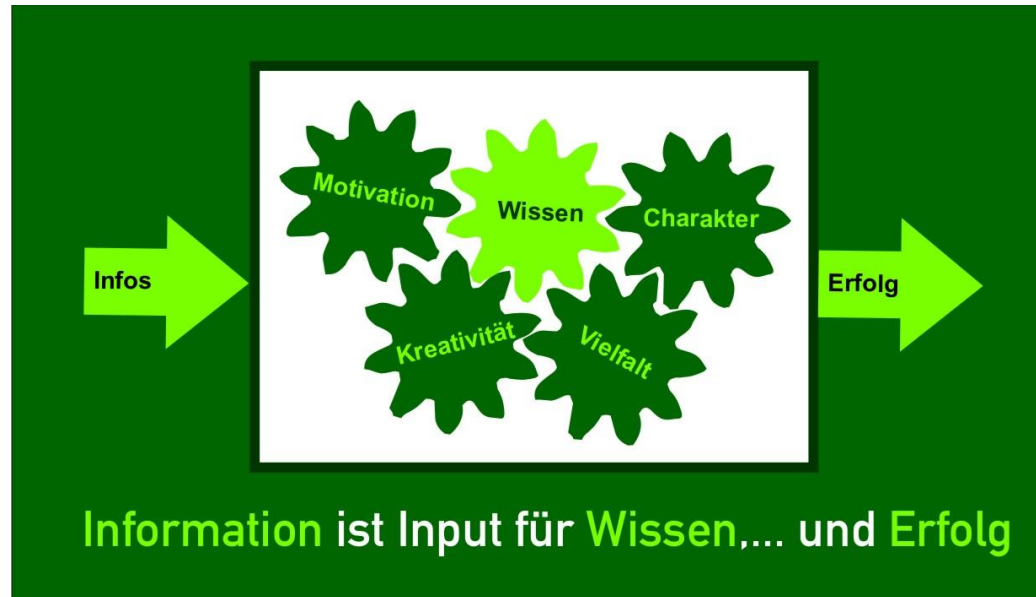 Motivation
Wissen
Charakter
Infos
Erfolg
Kreativität
Vielfalt
Information ist Input für Wissen,... und Erfolg